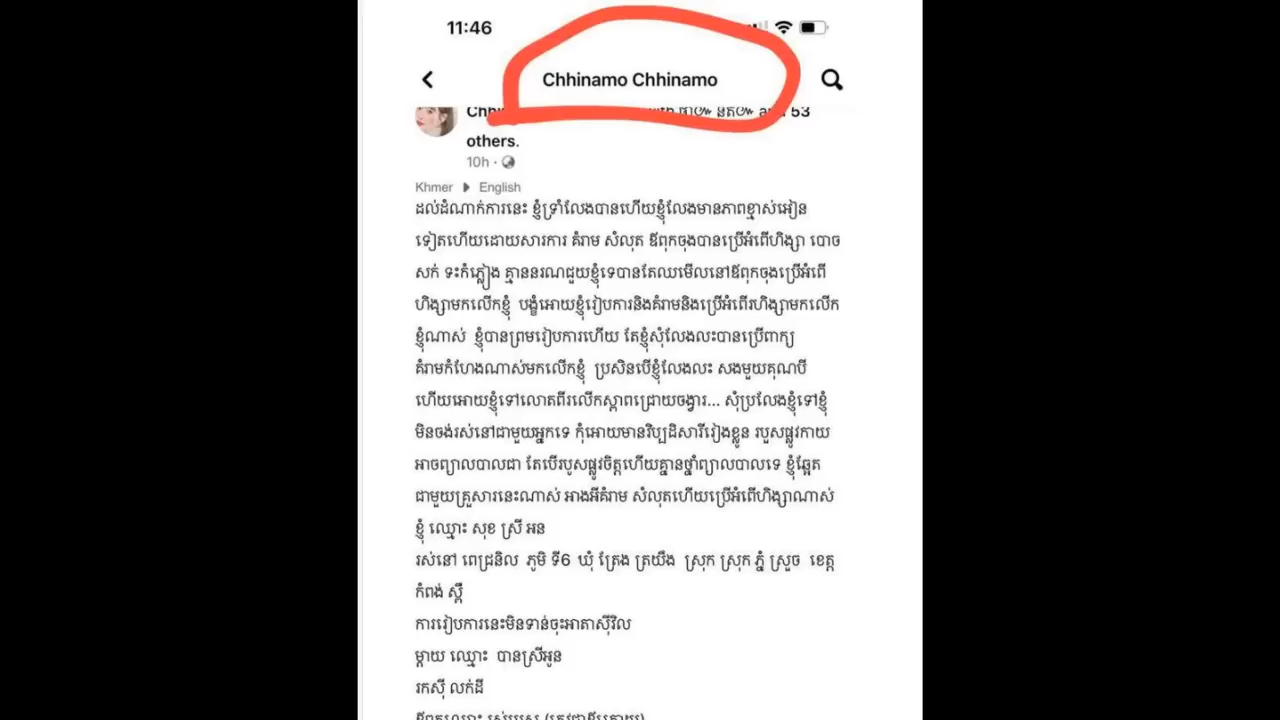 11:46
Chhinamo Chhinamo
and 53
others.
10h ·
Khmer ▸ English
ដល់ដំណាក់ការនេះ ខ្ញុំទ្រាំលែងបានហើយខ្ញុំលែងមានភាពខ្មាស់អៀន
ទៀតហើយដោយសារការ គំរាម សំលុត ឪពុកចុងបានប្រើអំពើហិង្សា បោច
សក់ ទះកំភ្លៀង គ្មាននរណជួយខ្ញុំទេបានតែឈមើលនៅឪពុកចុងប្រើអំពើ
ហិង្សាមកលើកខ្ញុំ បង្ខំអោយខ្ញុំរៀបការនិងគំរាមនិងប្រើអំពើរហិង្សាមកលើក
ខ្ញុំណាស់ ខ្ញុំបានព្រមរៀបការហើយ តែខ្ញុំសុំលែងលះបានប្រើពាក្យ
គំរាមកំហែងណាស់មកលើកខ្ញុំ ប្រសិនបើខ្ញុំលែងលះ សងមួយគុណបី
ហើយអោយខ្ញុំទៅលោតពីរលើកស្ពាពជ្រោយចង្វារ... សុំប្រលែងខ្ញុំទៅខ្ញុំ
មិនចង់រស់នៅជាមួយអ្នកទេ កុំអោយមានវិប្បដិសារីវៀងខ្លួន របួសផ្លូវកាយ
អាចព្យាលបាលជា តែបើរបួសផ្លូវចិត្តហើយគ្នានថ្នាំព្យាលបាលទេ ខ្ញុំឆ្អែត
ជាមួយគ្រួសារនេះណាស់ អាងអីគំរាម សំលុតហើយប្រើអំពើហិង្សាណាស់
ខ្ញុំ ឈ្មោះ សុខ ស្រី អន
រស់នៅ ពេជ្រនិល ភូមិ ទី6 ឃុំ ត្រែង ត្រយឹង ស្រុក ស្រុក ភ្នំ ស្រួច ខេត្ត
កំពង់ ស្ពឺ
ការរៀបការនេះមិនទាន់ចុះអាតាស៊ីវិល
ម្ដាយ ឈ្មោះ បានស្រីអូន
រកស៊ី លក់ដី